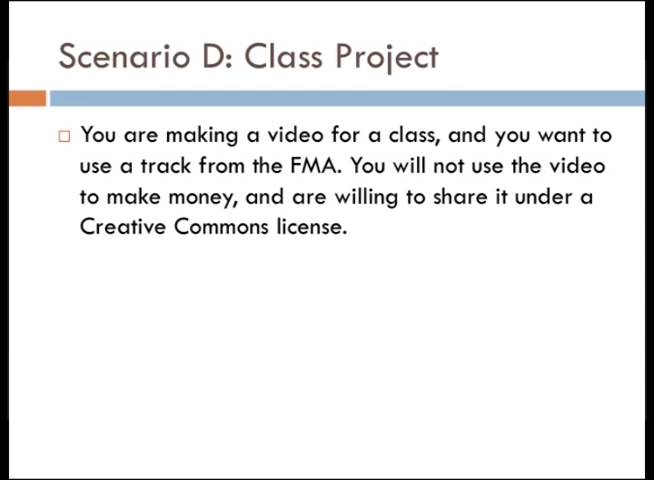 Scenario D: Class Project
You are making a video for a class, and you want to
use a track from the FMA. You will not use the video
to make money, and are willing to share it under a
Creative Commons license.